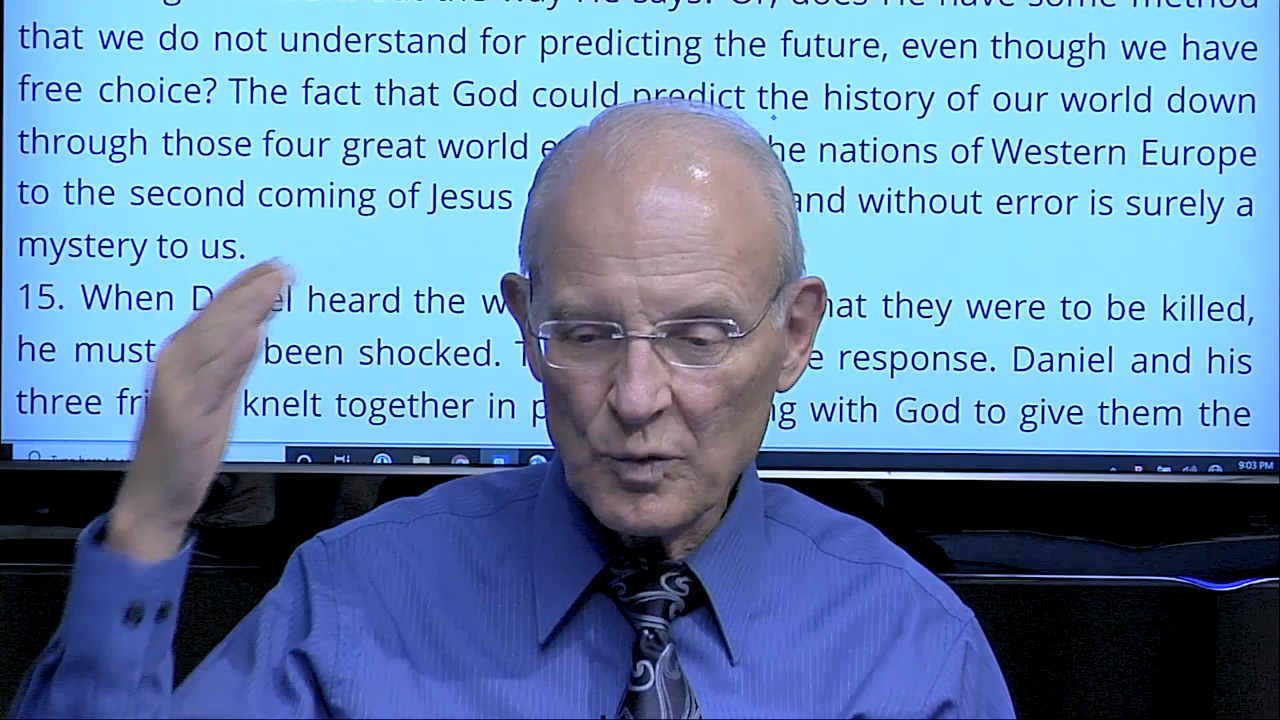 that we do not understand for predicting the future, even though we have
free choice? The fact that God could predict the history of our world down
through those four great world he nations of Western Europe
to the second coming of Jesus and without error is surely a
mystery to us.
15. When heard the that they were to be killed,
he must been shocked. response. Daniel and his
three knelt together in with God to give them the
9:03 PM